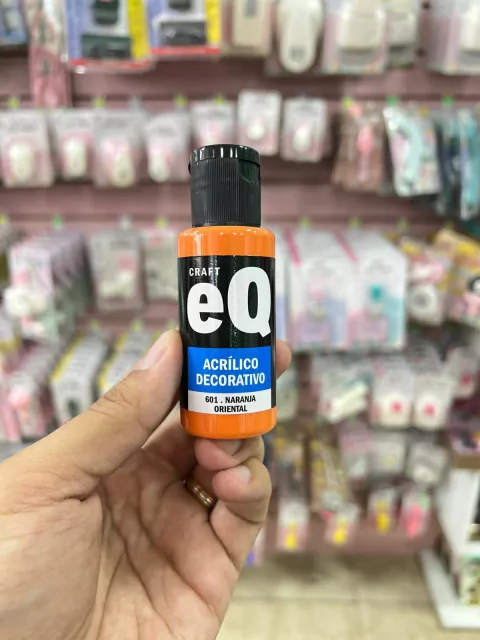 CRAFT
eQ
ACRÍLICO
DECORATIVO
601 . NARANJA
ORIENTAL